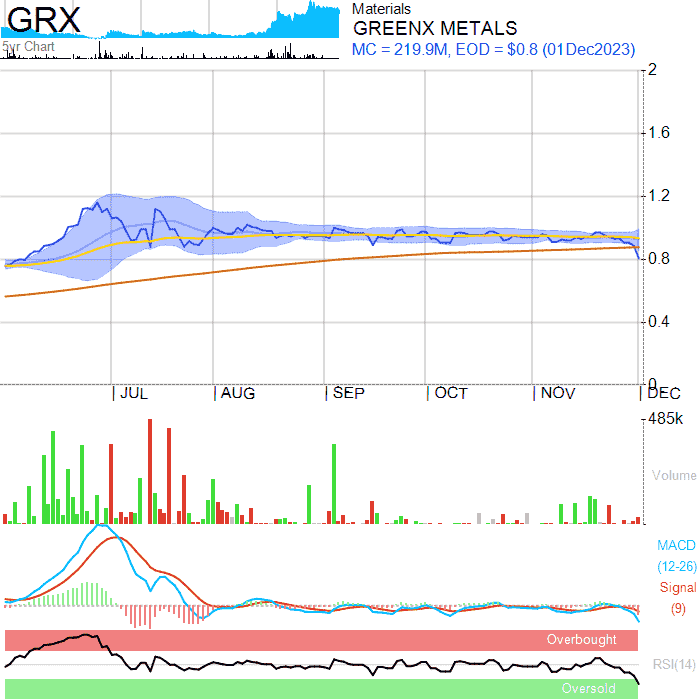 GRX
5yr Chart
Materials
GREENX METALS
MC = 219.9M, EOD = $0.8 (01Dec2023)
2
1.6
1.2
0.8
0.4
0
JUL AUG SEP OCT NOV DEC
485k
Volume
MACD
(12-26)
Signal
(9)
Overbought
RSI(14)
Oversold